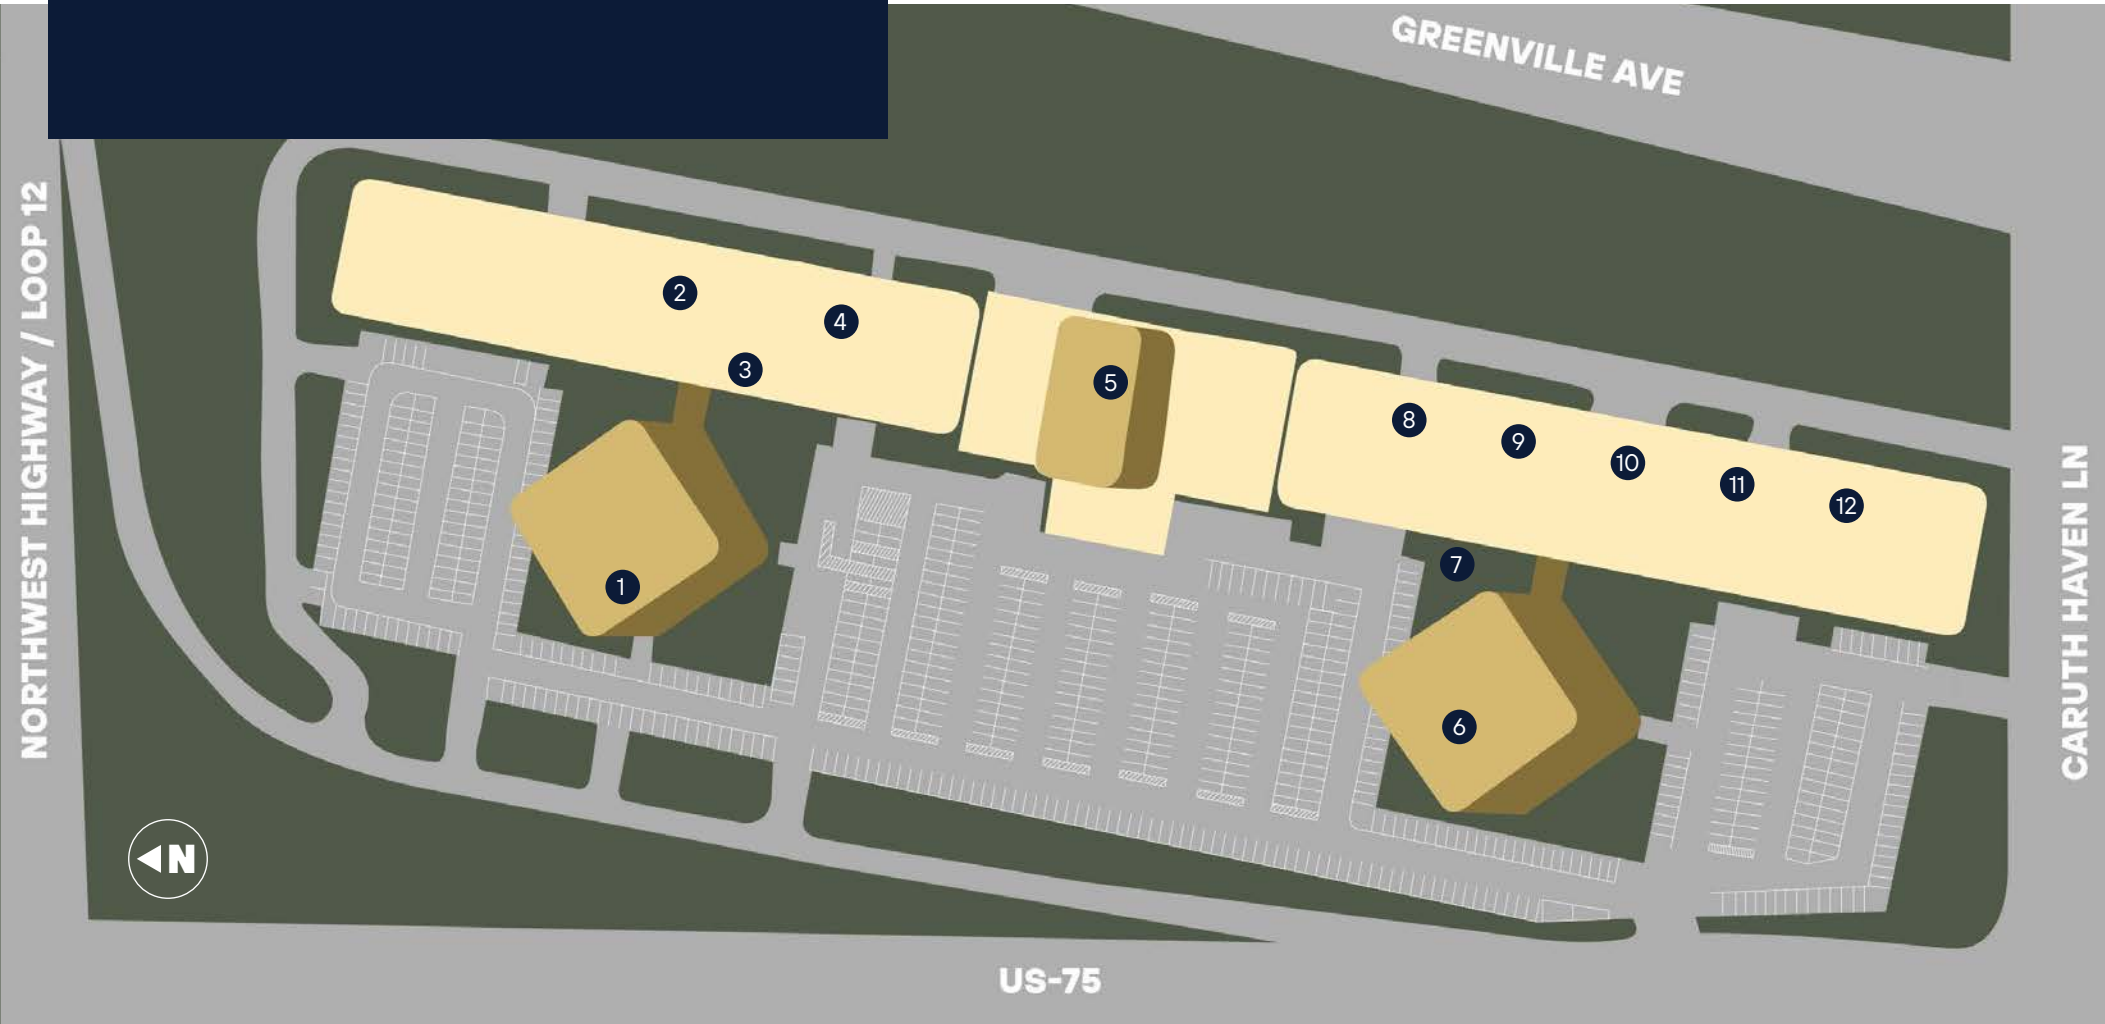 GREENVILLE AVE
NORTHWEST HIGHWAY / LOOP 12
2
4
3
5
8
9
10
11
12
7
1
6
CARUTH HAVEN LN
N
US-75